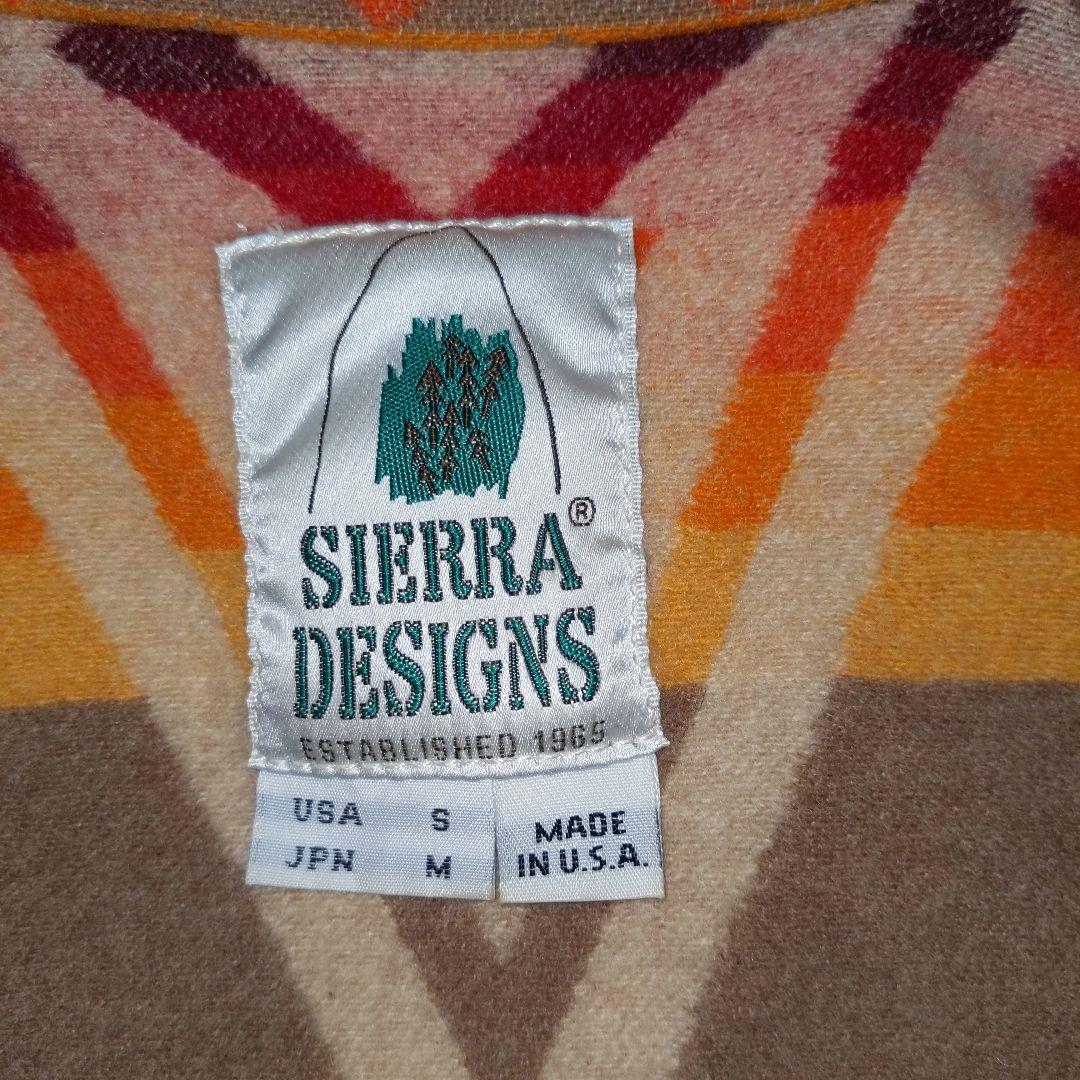 SIERRA®
DESIGNS
ESTABLISHED 1965
USA S
JPN M
MADE
IN U.S.A.